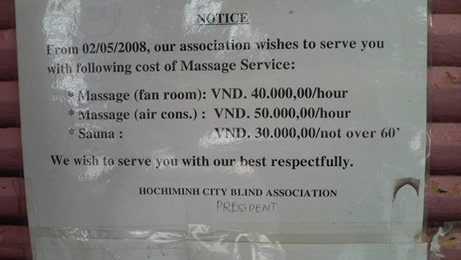 NOTICE
From 02/05/2008, our association wishes to serve you
with following cost of Massage Service:
* Massage (fan room): VND. 40.000,00/hour
* Massage (air cons.) : VND. 50.000,00/hour
* Sauna : VND. 30.000,00/not over 60'
We wish to serve you with our best respectfully.
HOCHIMINH CITY BLIND ASSOCIATION
PRESIDENT